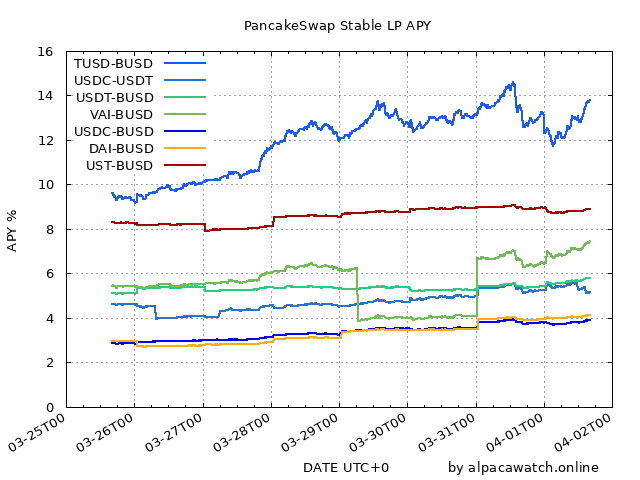 PancakeSwap Stable LP APY
16
14
12
10
8
6
4
2
0
APY %
TUSD-BUSD
USDC-USDT
USDT-BUSD
VAI-BUSD
USDC-BUSD
DAI-BUSD
UST-BUSD
03-25T00
03-26T00
03-27T00
03-28T00
03-29T00
03-30T00
03-31T00
04-01T00
04-02T00
DATE UTC+0
by alpacawatch.online